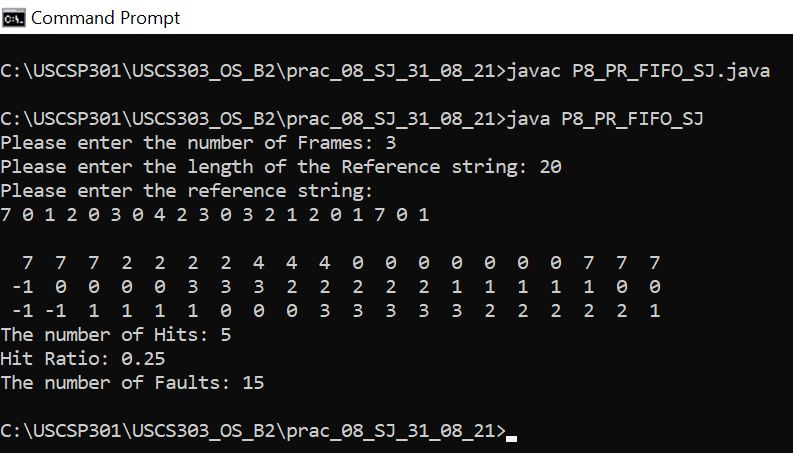 Command Prompt
C:\USCSP301\USCS303_OS_B2\prac_08_SJ_31_08_21>javac P8_PR_FIFO_SJ.java
C:\USCSP301\USCS303_OS_B2\prac_08_SJ_31_08_21>java P8_PR_FIFO_SJ
Please enter the number of Frames: 3
Please enter the length of the Reference string: 20
Please enter the reference string:
7 0 1 2 0 3 0 4 2 3 0 3 2 1 2 0 1 7 0 1
7 7 7 2 2 2 2 4 4 4 0 0 0 0 0 0 0 7 7 7
-1 0 0 0 0 3 3 3 2 2 2 2 2 1 1 1 1 1 0 0
-1 -1 1 1 1 1 0 0 0 3 3 3 3 3 2 2 2 2 2 1
The number of Hits: 5
Hit Ratio: 0.25
The number of Faults: 15
C:\USCSP301\USCS303_OS_B2\prac_08_SJ_31_08_21>